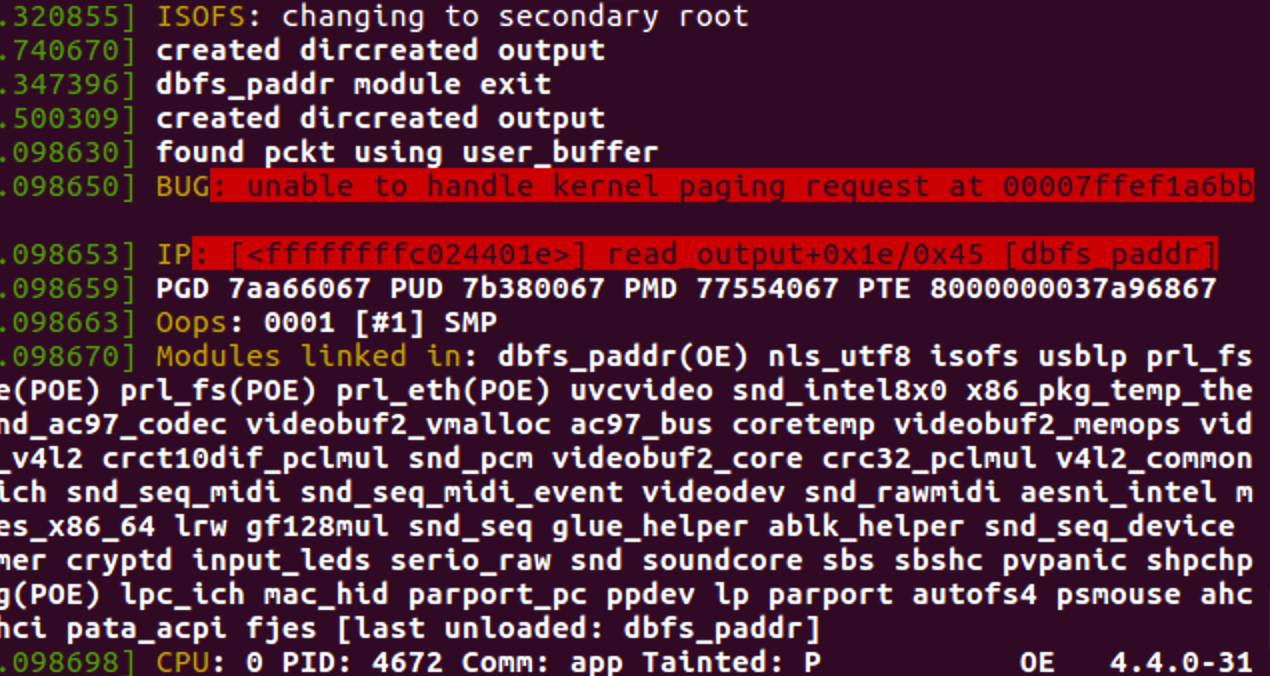 .320855] ISOFS: changing to secondary root
.740670] created dircreated output
.347396] dbfs_paddr module exit
.500309] created dircreated output
.098630] found pckt using user_buffer
.098650] BUG: unable to handle kernel paging request at 00007ffef1a6bb
.098653] IP: [<ffffffffc024401e>] read_output+0x1e/0x45 [dbfs_paddr]
.098659] PGD 7aa66067 PUD 7b380067 PMD 77554067 PTE 8000000037a96867
.098663] Oops: 0001 [#1] SMP
.098670] Modules linked in: dbfs_paddr(OE) nls_utf8 isofs usblp prl_fs
e(POE) prl_fs(POE) prl_eth(POE) uvcvideo snd_intel8x0 x86_pkg_temp_the
nd_ac97_codec videobuf2_vmalloc ac97_bus coretemp videobuf2_memops vid
_v4l2 crct10dif_pclmul snd_pcm videobuf2_core crc32_pclmul v4l2_common
ich snd_seq_midi snd_seq_midi_event videodev snd_rawmidi aesni_intel m
es_x86_64 lrw gf128mul snd_seq glue_helper ablk_helper snd_seq_device
mer cryptd input_leds serio_raw snd soundcore sbs sbshc pvpanic shpchp
g(POE) lpc_ich mac_hid parport_pc ppdev lp parport autofs4 psmouse ahc
hci pata_acpi fjes [last unloaded: dbfs_paddr]
.098698] CPU: 0 PID: 4672 Comm: app Tainted: P           OE   4.4.0-31